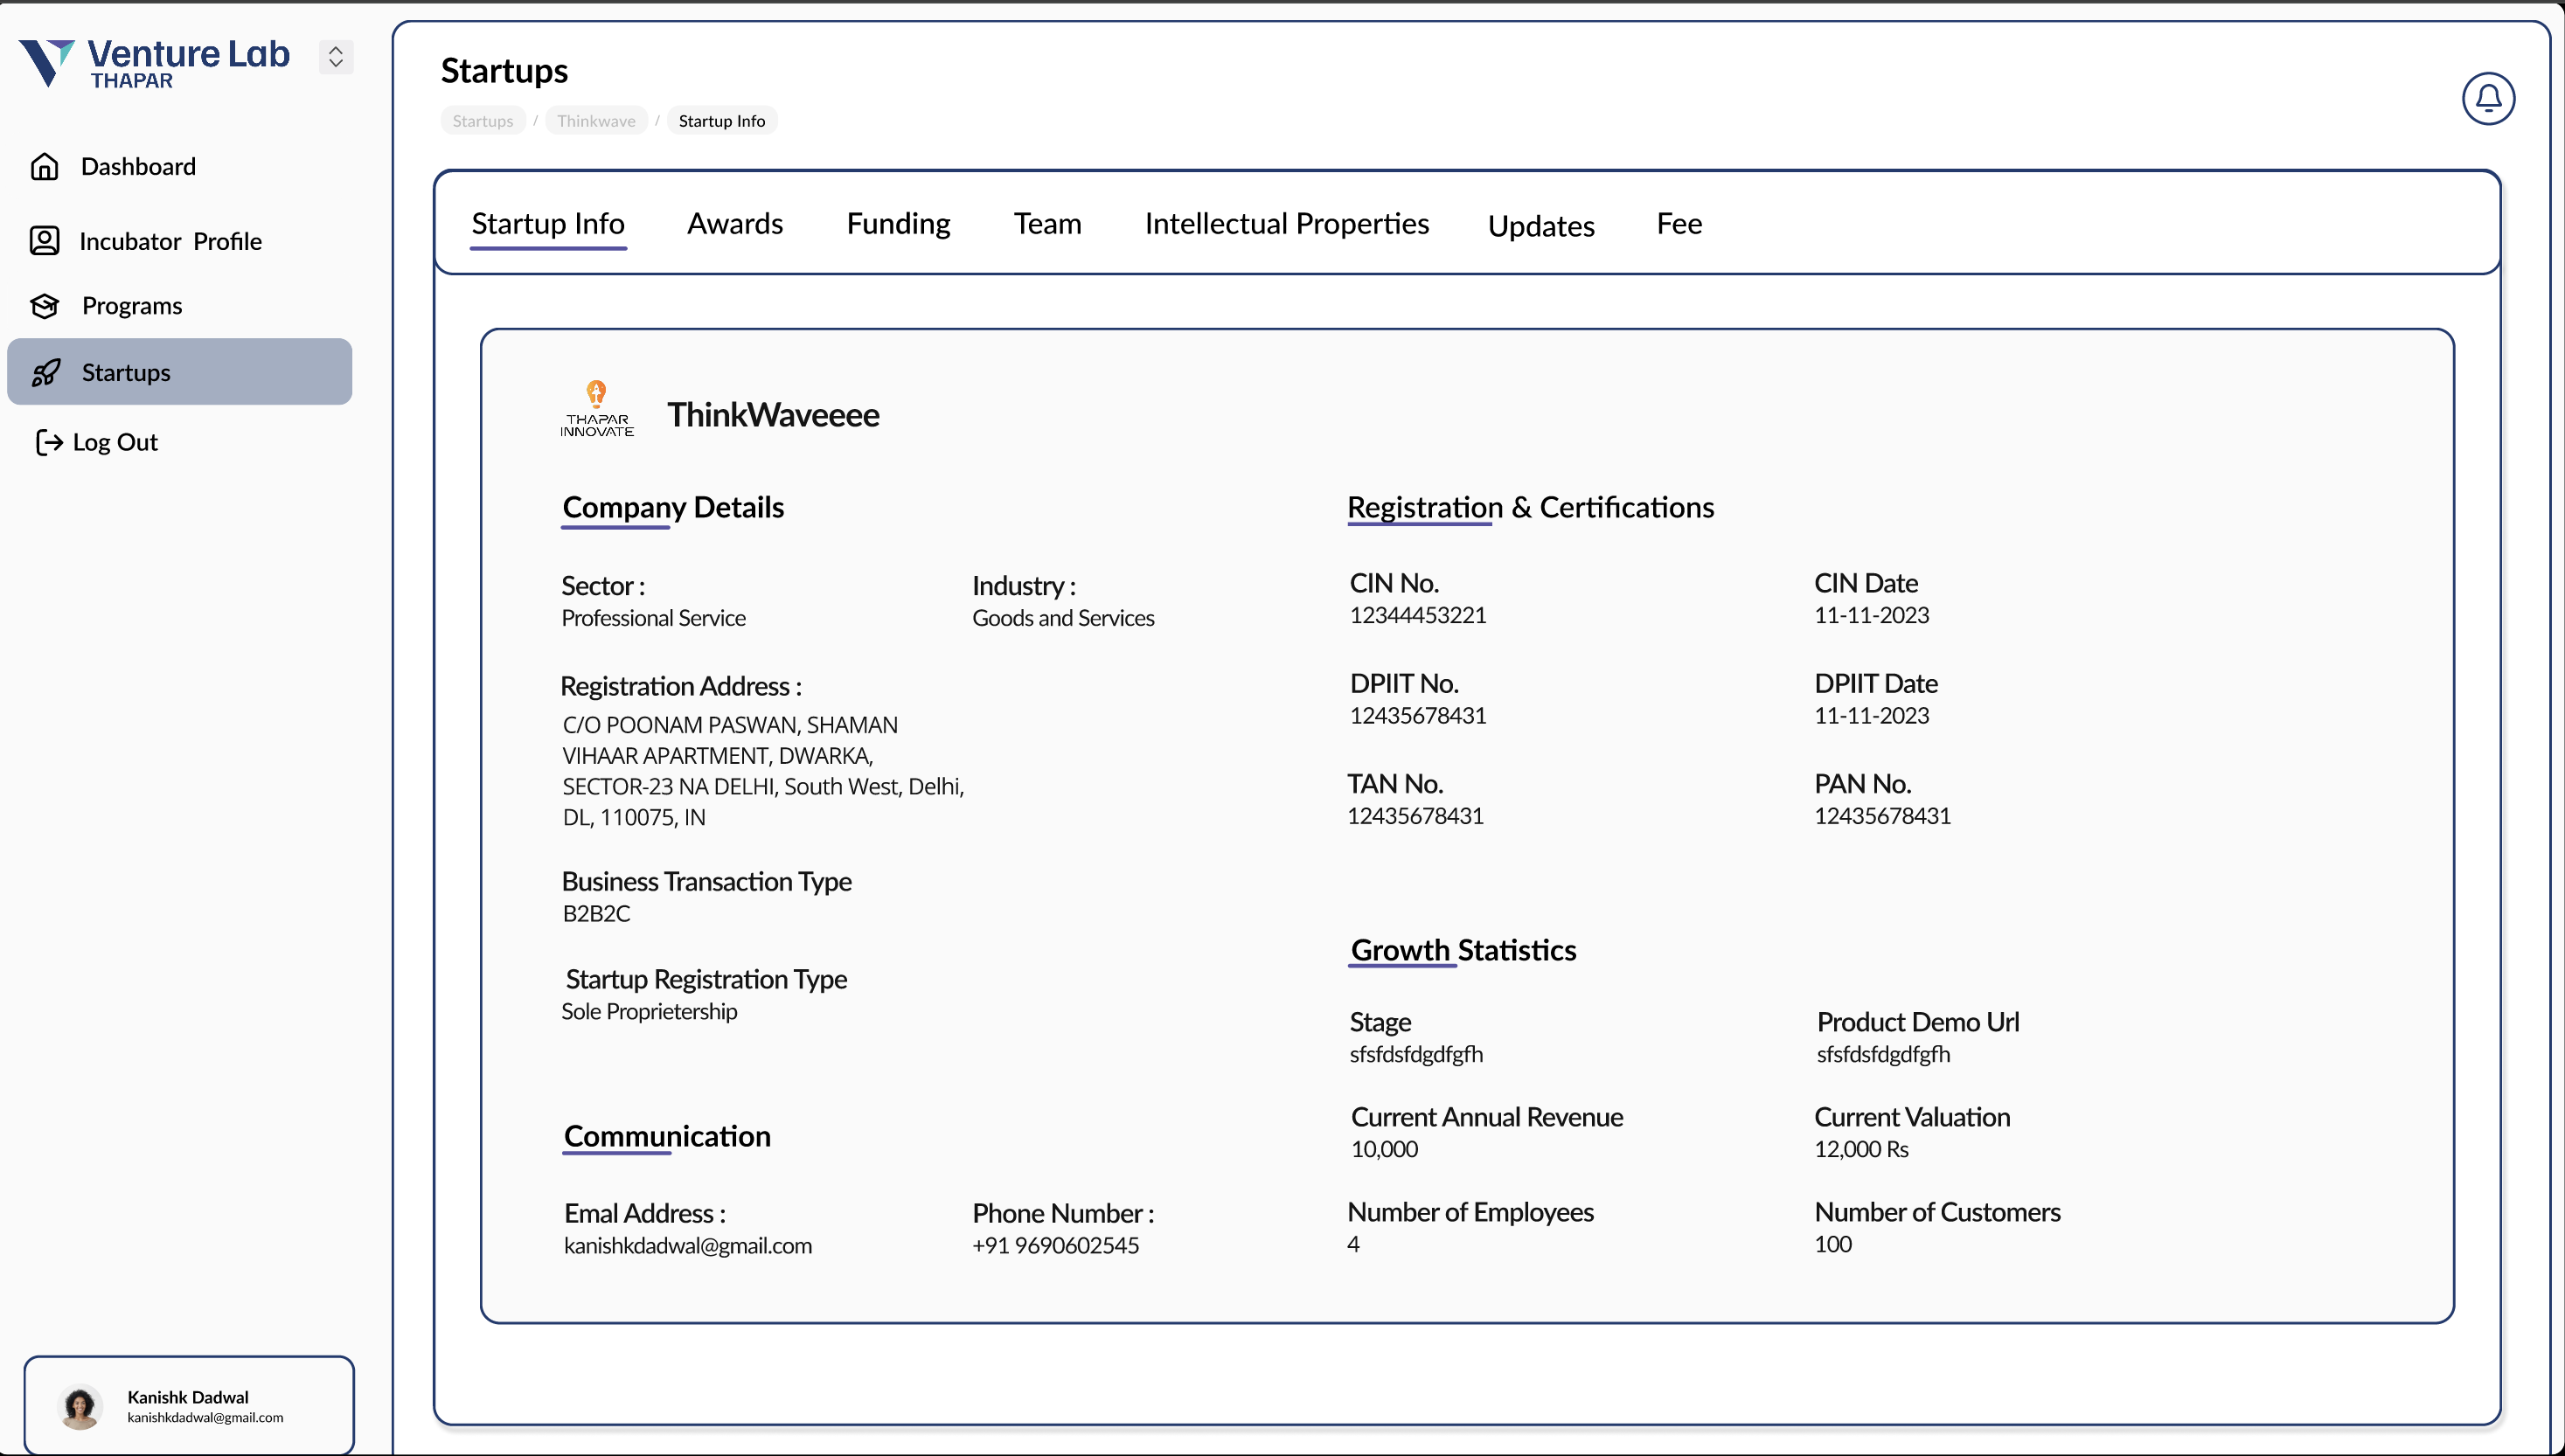 Venture Lab
THAPAR
Dashboard
Incubator Profile
Programs
Startups
Log Out
Kanishk Dadwal
kanishkdadwal@gmail.com
Startups
Startups / Thinkwave / Startup Info
Startup Info Awards Funding Team Intellectual Properties Updates Fee
THAPAR
INNOVATE
ThinkWaveeee
Company Details
Sector : Industry :
Professional Service Goods and Services
Registration Address :
C/O POONAM PASWAN, SHAMAN
VIHAAR APARTMENT, DWARKA,
SECTOR-23 NA DELHI, South West, Delhi,
DL, 110075, IN
Business Transaction Type
B2B2C
Startup Registration Type
Sole Proprietership
Communication
Emal Address : Phone Number :
kanishkdadwal@gmail.com +91 9690602545
Registration & Certifications
CIN No. CIN Date
12344453221 11-11-2023
DPIIT No. DPIIT Date
12435678431 11-11-2023
TAN No. PAN No.
12435678431 12435678431
Growth Statistics
Stage Product Demo Url
sfsfdsfdgdfgfh sfsfdsfdgdfgfh
Current Annual Revenue Current Valuation
10,000 12,000 Rs
Number of Employees Number of Customers
4 100